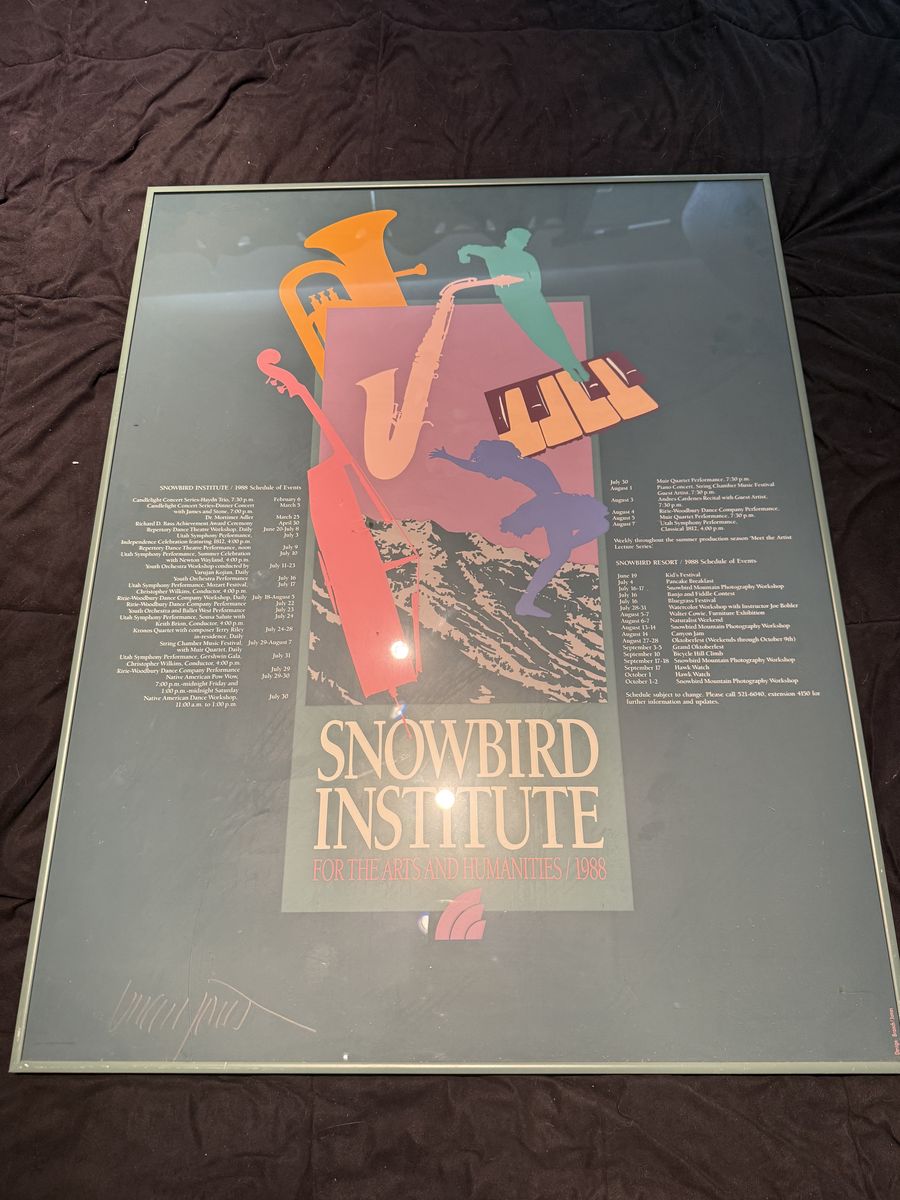 SNOWBIRD INSTITUTE / 1988 Schedule of Events
Candlelight Concert Series-Haydn Trio, 7:30 p.m. February 6
Candlelight Concert Series-Dinner Concert March 5
with James and Stone, 7:00 p.m.
Dr. Mortimer Adler March 25
Richard D. Bass Achievement Award Ceremony April 30
Repertory Dance Theatre Workshop, Daily June 20-July 8
Utah Symphony Performance, July 3
Independence Celebration featuring 1812, 4:00 p.m.
Repertory Dance Theatre Performance, noon July 9
Utah Symphony Performance, Summer Celebration July 10
with Newton Wayland, 4:00 p.m.
Youth Orchestra Workshop conducted by July 11-23
Varujan Kojian, Daily
Youth Orchestra Performance July 16
Utah Symphony Performance, Mozart Festival, July 17
Christopher Wilkins, Conductor, 4:00 p.m.
Ririe-Woodbury Dance Company Workshop, Daily July 18-August 5
Ririe-Woodbury Dance Company Performance July 22
Youth Orchestra and Ballet West Performance July 23
Utah Symphony Performance, Sousa Salute with July 24
Keith Brion, Conductor, 4:00 p.m.
Kronos Quartet with composer Terry Riley July 24-28
in-residence, Daily
String Chamber Music Festival, July 29-August 7
with Muir Quartet, Daily
Utah Symphony Performance, Gershwin Gala, July 31
Christopher Wilkins, Conductor, 4:00 p.m.
Ririe-Woodbury Dance Company Performance July 29
Native American Pow Wow, July 29-30
7:00 p.m.-midnight Friday and
1:00 p.m.-midnight Saturday
Native American Dance Workshop, July 30
11:00 a.m. to 1:00 p.m.
July 30 Muir Quartet Performance, 7:30 p.m.
August 1 Piano Concert, String Chamber Music Festival
Guest Artist, 7:30 p.m.
August 3 Andres Cardenes Recital with Guest Artist,
7:30 p.m.
August 4 Ririe-Woodbury Dance Company Performance
August 5 Muir Quartet Performance, 7:30 p.m.
August 7 Utah Symphony Performance,
Classical 1812, 4:00 p.m.
Weekly throughout the summer production season 'Meet the Artist
Lecture Series.'
SNOWBIRD RESORT / 1988 Schedule of Events
June 19 Kid's Festival
July 4 Pancake Breakfast
July 16-17 Snowbird Mountain Photography Workshop
July 16 Banjo and Fiddle Contest
July 16 Bluegrass Festival
July 28-31 Watercolor Workshop with Instructor Joe Bohler
August 5-7 Walter Cowie, Furniture Exhibition
August 6-7 Naturalist Weekend
August 13-14 Snowbird Mountain Photography Workshop
August 14 Canyon Jam
August 27-28 Oktoberfest (Weekends through October 9th)
September 3-5 Grand Oktoberfest
September 10 Bicycle Hill Climb
September 17-18 Snowbird Mountain Photography Workshop
September 17 Hawk Watch
October 1 Hawk Watch
October 1-2 Snowbird Mountain Photography Workshop
Schedule subject to change. Please call 521-6040, extension 4150 for
further information and updates.
SNOWBIRD
INSTITUTE
FOR THE ARTS AND HUMANITIES / 1988
Jones